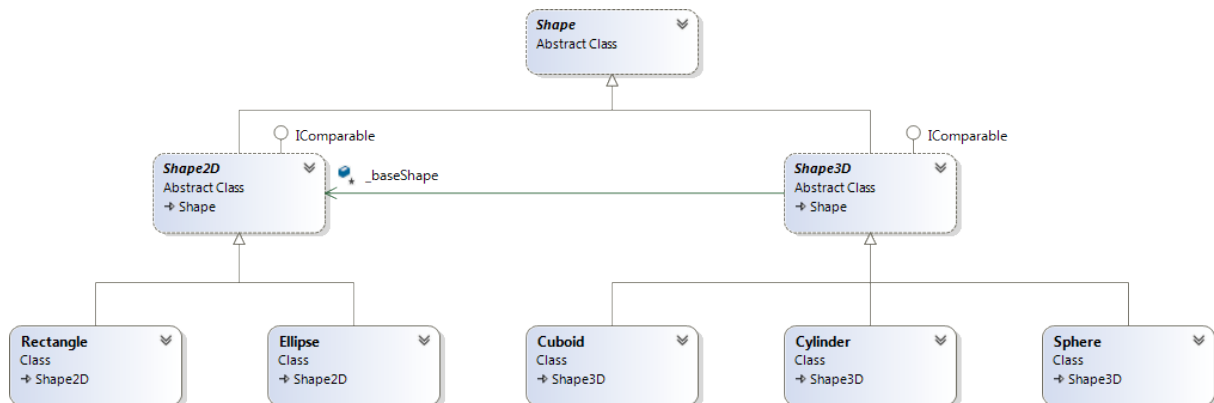 Shape
Abstract Class
IComparable
IComparable
Shape2D
Abstract Class
→ Shape
_baseShape
Shape3D
Abstract Class
→ Shape
Rectangle
Class
→ Shape2D
Ellipse
Class
→ Shape2D
Cuboid
Class
→ Shape3D
Cylinder
Class
→ Shape3D
Sphere
Class
→ Shape3D